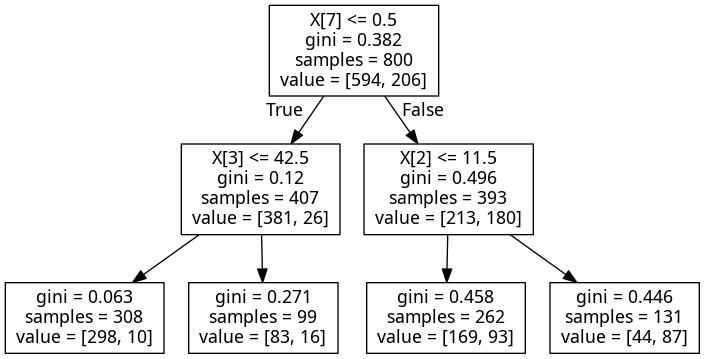 X[7] <= 0.5
gini = 0.382
samples = 800
value = [594, 206]
True
False
X[3] <= 42.5
gini = 0.12
samples = 407
value = [381, 26]
X[2] <= 11.5
gini = 0.496
samples = 393
value = [213, 180]
gini = 0.063
samples = 308
value = [298, 10]
gini = 0.271
samples = 99
value = [83, 16]
gini = 0.458
samples = 262
value = [169, 93]
gini = 0.446
samples = 131
value = [44, 87]